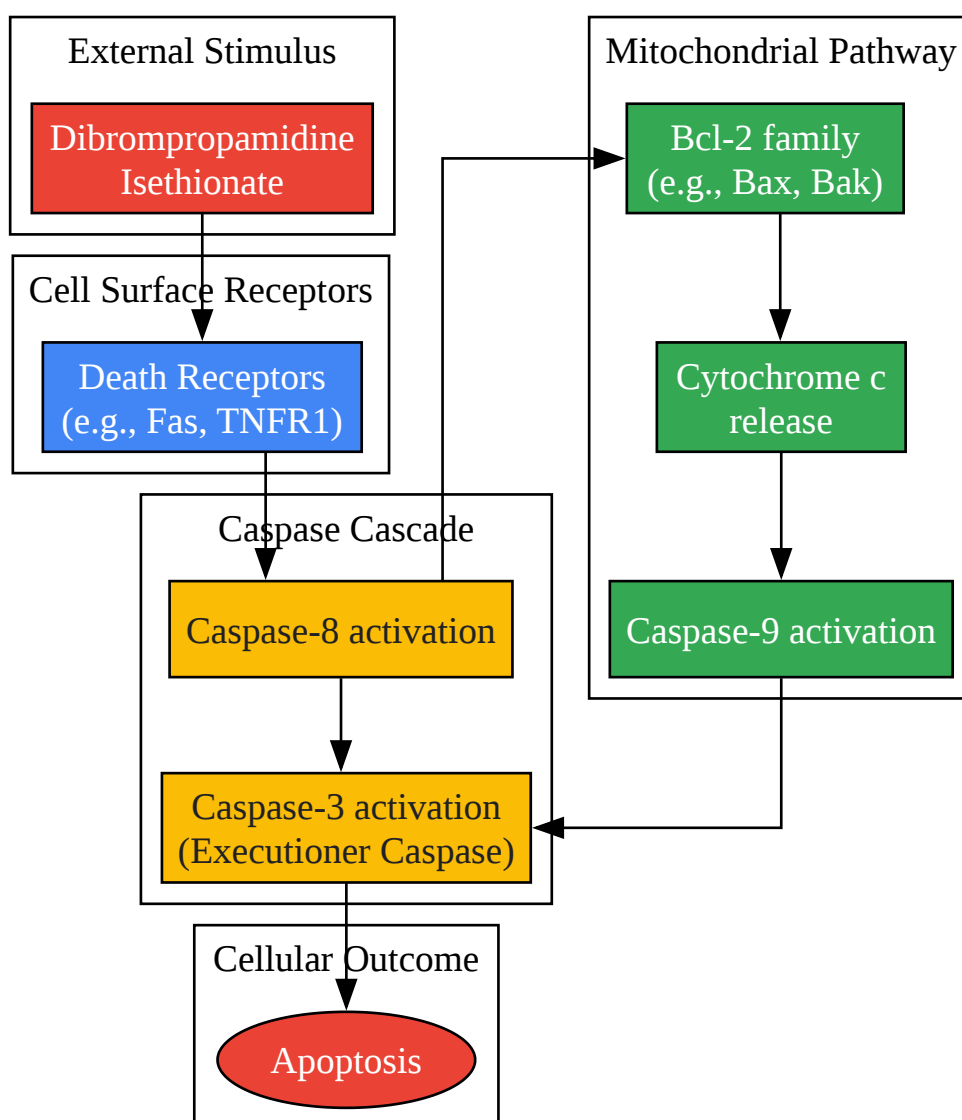 External Stimulus
Dibrompropamidine
Isethionate
Cell Surface Receptors
Death Receptors
(e.g., Fas, TNFR1)
Caspase Cascade
Caspase-8 activation
Caspase-3 activation
(Executioner Caspase)
Cellular Outcome
Apoptosis
Mitochondrial Pathway
Bcl-2 family
(e.g., Bax, Bak)
Cytochrome c
release
Caspase-9 activation